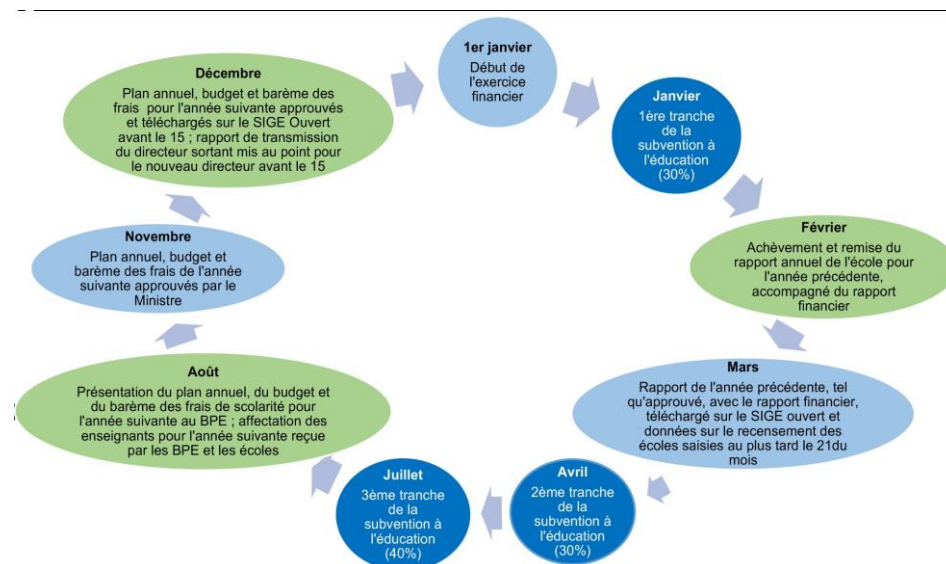 1er janvier
Début de
l'exercice
financier
Janvier
1ère tranche
de la
subvention à
l'éducation
(30%)
Février
Achèvement et remise du
rapport annuel de l'école pour
l'année précédente,
accompagné du rapport
financier
Mars
Rapport de l'année précédente, tel
qu'approuvé, avec le rapport financier,
téléchargé sur le SIGE ouvert et
données sur le recensement des
écoles saisies au plus tard le 21du
mois
Avril
2ème tranche
de la
subvention à
l'éducation
(30%)
Juillet
3ème tranche
de la
subvention à
l'éducation
(40%)
Août
Présentation du plan annuel, du budget et
du barème des frais de scolarité pour
l'année suivante au BPE ; affectation des
enseignants pour l'année suivante reçue
par les BPE et les écoles
Novembre
Plan annuel, budget et
barème des frais de l'année
suivante approuvés par le
Ministre
Décembre
Plan annuel, budget et barème des
frais pour l'année suivante approuvés
et téléchargés sur le SIGE Ouvert
avant le 15 ; rapport de transmission
du directeur sortant mis au point pour
le nouveau directeur avant le 15